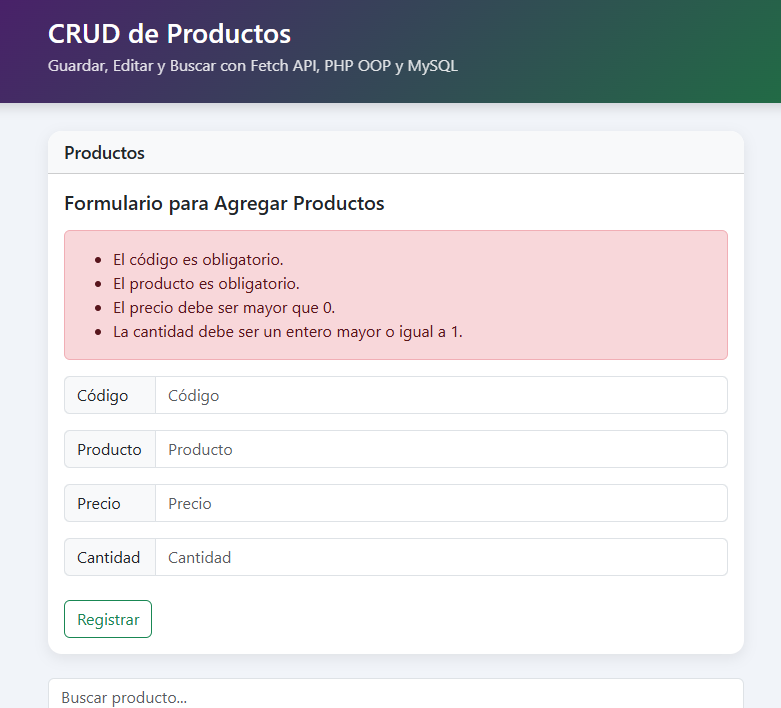 CRUD de Productos
Guardar, Editar y Buscar con Fetch API, PHP OOP y MySQL
Productos
Formulario para Agregar Productos
El código es obligatorio.
El producto es obligatorio.
El precio debe ser mayor que 0.
La cantidad debe ser un entero mayor o igual a 1.
Código Código
Producto Producto
Precio Precio
Cantidad Cantidad
Registrar
Buscar producto...